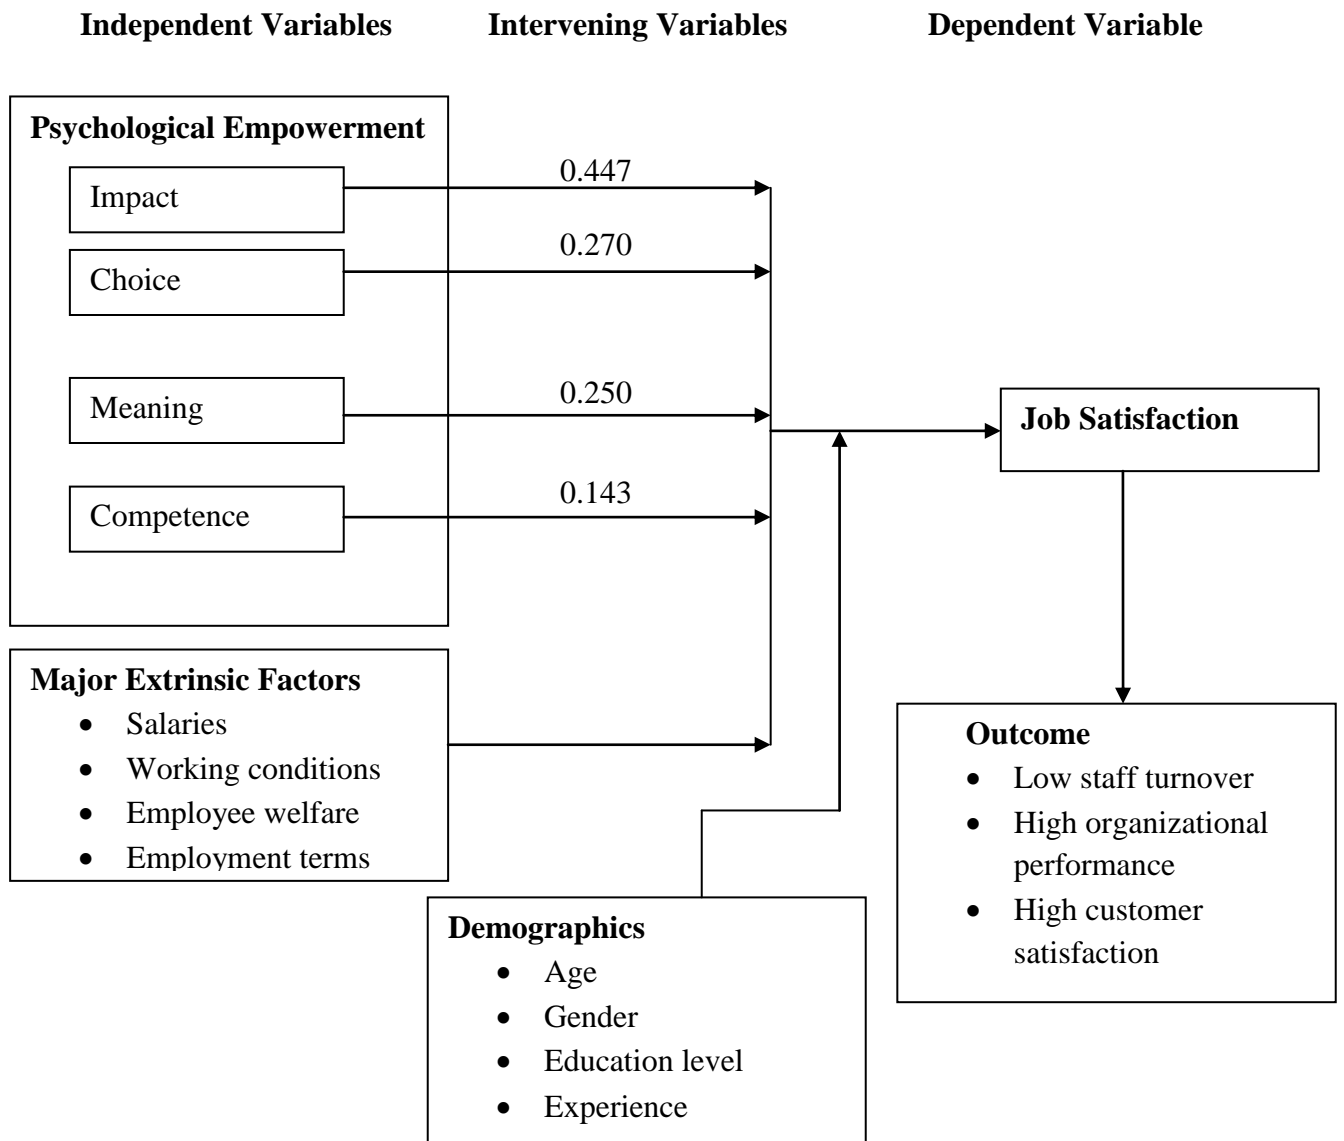 Independent Variables
Intervening Variables
Dependent Variable
Psychological Empowerment
Impact
Choice
Meaning
Competence
0.447
0.270
0.250
0.143
Major Extrinsic Factors
• Salaries
• Working conditions
• Employee welfare
• Employment terms
Demographics
• Age
• Gender
• Education level
• Experience
Job Satisfaction
Outcome
• Low staff turnover
• High organizational
performance
• High customer
satisfaction